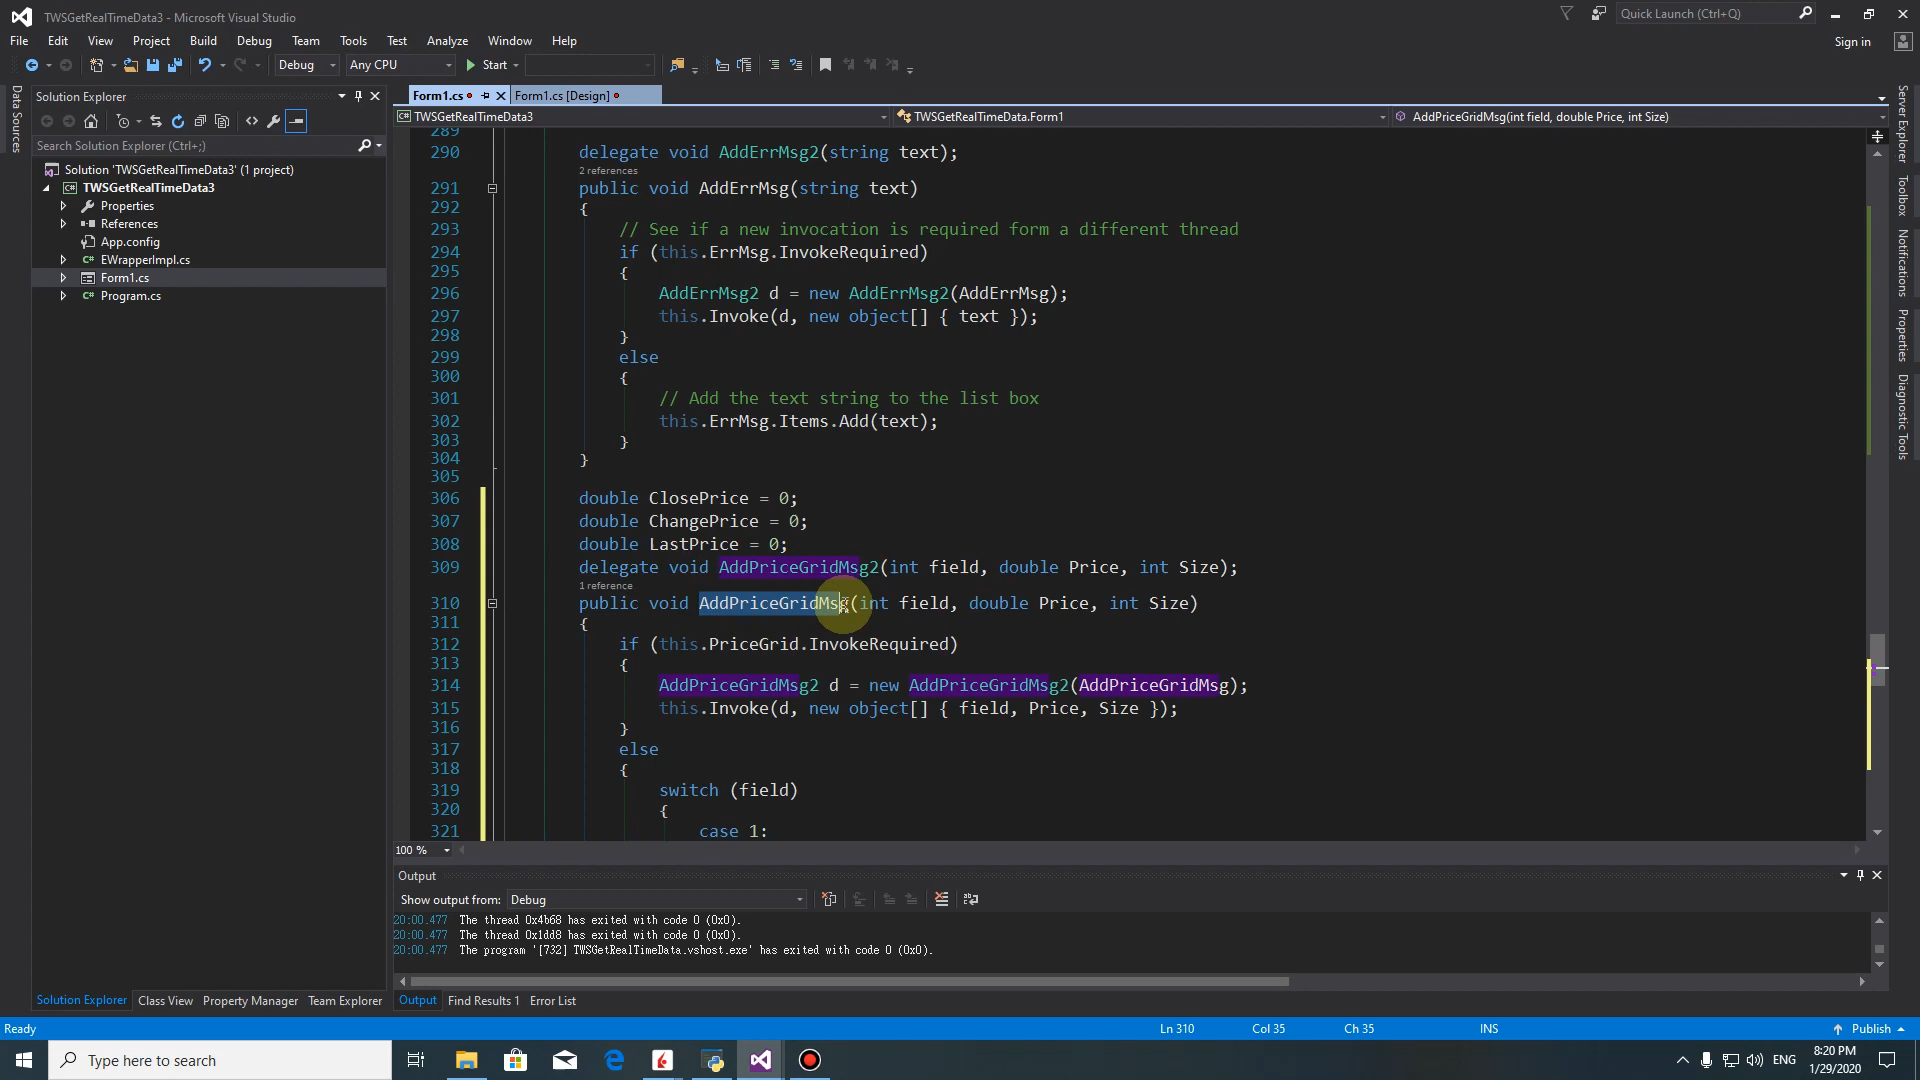 TWSGetRealTimeData3 - Microsoft Visual Studio
Quick Launch (Ctrl+Q)
File Edit View Project Build Debug Team Tools Test Analyze Window Help
Sign in
Debug Any CPU Start
Data Sources
Solution Explorer
Search Solution Explorer (Ctrl+;)
Solution 'TWSGetRealTimeData3' (1 project)
TWSGetRealTimeData3
Properties
References
App.config
EWrapperImpl.cs
Form1.cs
Program.cs
Form1.cs Form1.cs [Design]
TWSGetRealTimeData3 TWSGetRealTimeData.Form1 AddPriceGridMsg(int field, double Price, int Size)
289
290 delegate void AddErrMsg2(string text);
2 references
291 public void AddErrMsg(string text)
292 {
293 // See if a new invocation is required form a different thread
294 if (this.ErrMsg.InvokeRequired)
295 {
296 AddErrMsg2 d = new AddErrMsg2(AddErrMsg);
297 this.Invoke(d, new object[] { text });
298 }
299 else
300 {
301 // Add the text string to the list box
302 this.ErrMsg.Items.Add(text);
303 }
304 }
305
306 double ClosePrice = 0;
307 double ChangePrice = 0;
308 double LastPrice = 0;
309 delegate void AddPriceGridMsg2(int field, double Price, int Size);
1 reference
310 public void AddPriceGridMsg(int field, double Price, int Size)
311 {
312 if (this.PriceGrid.InvokeRequired)
313 {
314 AddPriceGridMsg2 d = new AddPriceGridMsg2(AddPriceGridMsg);
315 this.Invoke(d, new object[] { field, Price, Size });
316 }
317 else
318 {
319 switch (field)
320 {
321 case 1:
100 %
Server Explorer
Toolbox
Notifications
Properties
Diagnostic Tools
Output
Show output from: Debug
20:00.477 The thread 0x4b68 has exited with code 0 (0x0).
20:00.477 The thread 0x1dd8 has exited with code 0 (0x0).
20:00.477 The program '[732] TWSGetRealTimeData.vshost.exe' has exited with code 0 (0x0).
Solution Explorer Class View Property Manager Team Explorer
Output Find Results 1 Error List
Ready Ln 310 Col 35 Ch 35 INS Publish
Type here to search
ENG
8:20 PM
1/29/2020